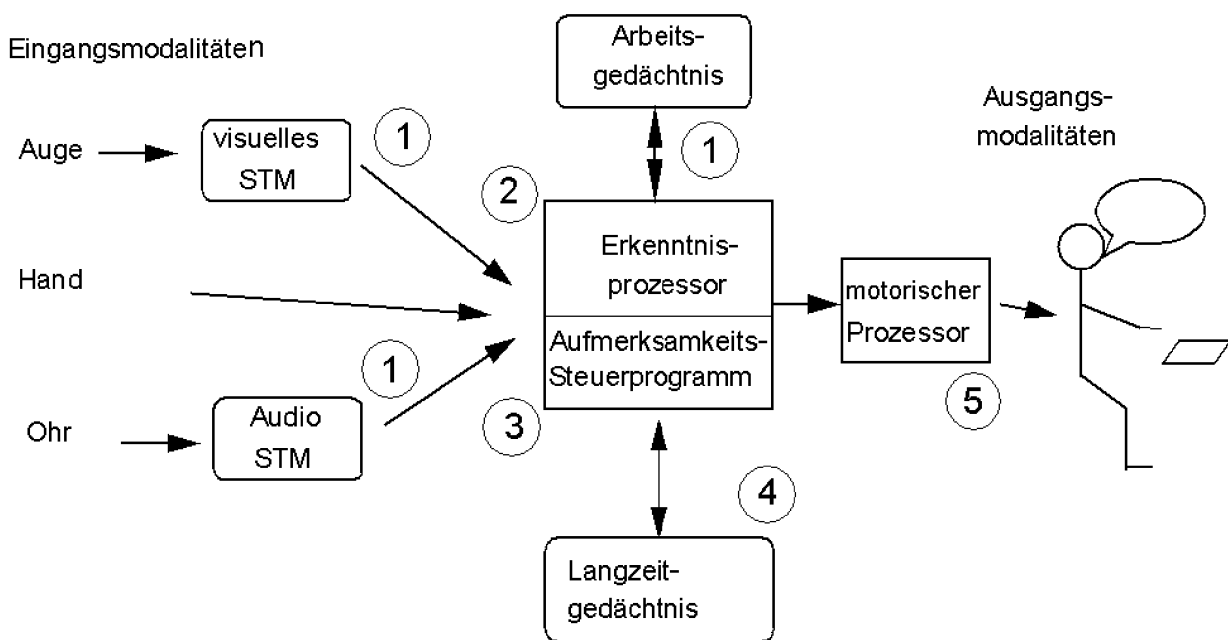 Eingangsmodalitäten
Auge
visuelles
STM
1
Hand
Ohr
Audio
STM
1
Arbeits-
gedächtnis
1
2
Erkenntnis-
prozessor
Aufmerksamkeits-
Steuerprogramm
3
4
Langzeit-
gedächtnis
motorischer
Prozessor
5
Ausgangs-
modalitäten